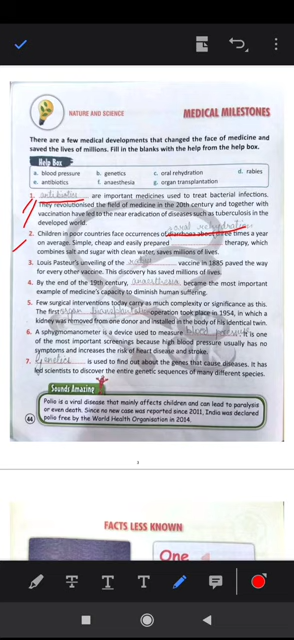 NATURE AND SCIENCE
MEDICAL MILESTONES
There are a few medical developments that changed the face of medicine and
saved the lives of millions. Fill in the blanks with the help from the help box.
Help Box
a. blood pressure b. genetics c. oral rehydration d. rabies
e. antibiotics f. anaesthesia g. organ transplantation
1. antibiotics are important medicines used to treat bacterial infections.
They revolutionised the field of medicine in the 20th century and together with
vaccination have led to the near eradication of diseases such as tuberculosis in the
developed world.
oral rehydration
2. Children in poor countries face occurrences of diarrhoea about three times a year
on average. Simple, cheap and easily prepared therapy, which
combines salt and sugar with clean water, saves millions of lives.
3. Louis Pasteur's unveiling of the rabies vaccine in 1885 paved the way
for every other vaccine. This discovery has saved millions of lives.
4. By the end of the 19th century, anaesthesia became the most important
example of medicine's capacity to diminish human suffering.
5. Few surgical interventions today carry as much complexity or significance as this.
The first organ transplantation operation took place in 1954, in which a
kidney was removed from one donor and installed in the body of his identical twin.
6. A sphygmomanometer is a device used to measure blood pressure. It is one
of the most important screenings because high blood pressure usually has no
symptoms and increases the risk of heart disease and stroke.
7. Genetics is used to find out about the genes that cause diseases. It has
led scientists to discover the entire genetic sequences of many different species.
Sounds Amazing
Polio is a viral disease that mainly affects children and can lead to paralysis
or even death. Since no new case was reported since 2011, India was declared
polio free by the World Health Organisation in 2014.
44
FACTS LESS KNOWN
One
T T T